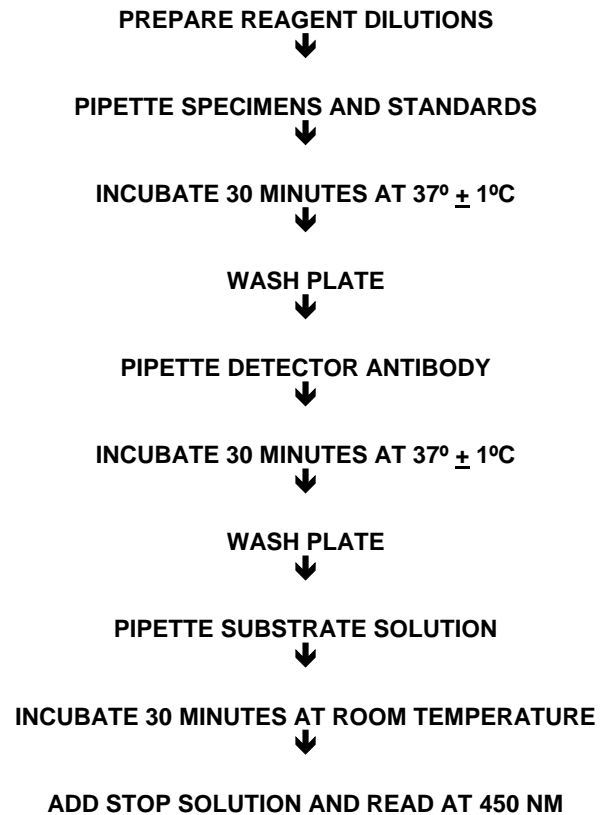 PREPARE REAGENT DILUTIONS
PIPETTE SPECIMENS AND STANDARDS
INCUBATE 30 MINUTES AT 37º ± 1ºC
WASH PLATE
PIPETTE DETECTOR ANTIBODY
INCUBATE 30 MINUTES AT 37º ± 1ºC
WASH PLATE
PIPETTE SUBSTRATE SOLUTION
INCUBATE 30 MINUTES AT ROOM TEMPERATURE
ADD STOP SOLUTION AND READ AT 450 NM